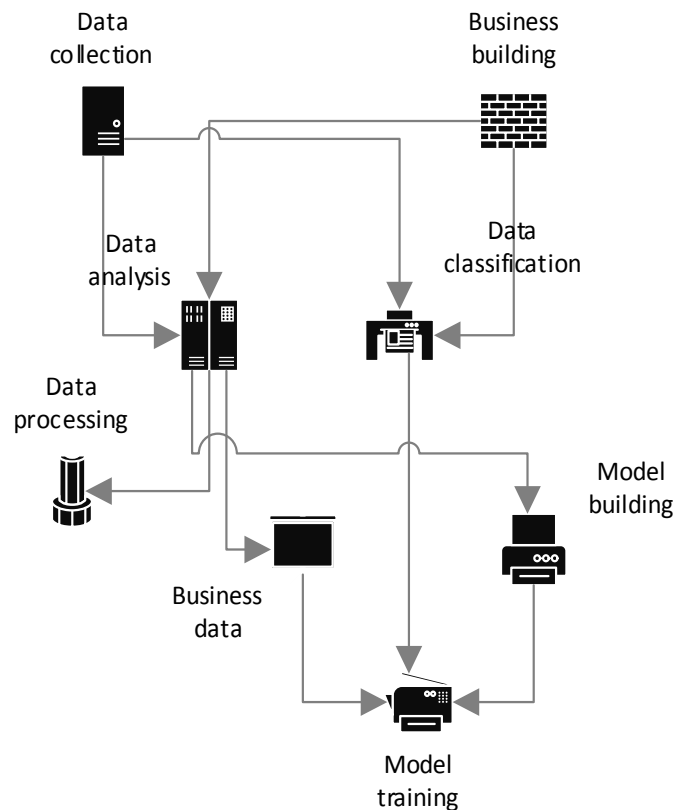 Data
collection
Business
building
Data
analysis
Data
classification
Data
processing
Model
building
Business
data
Model
training